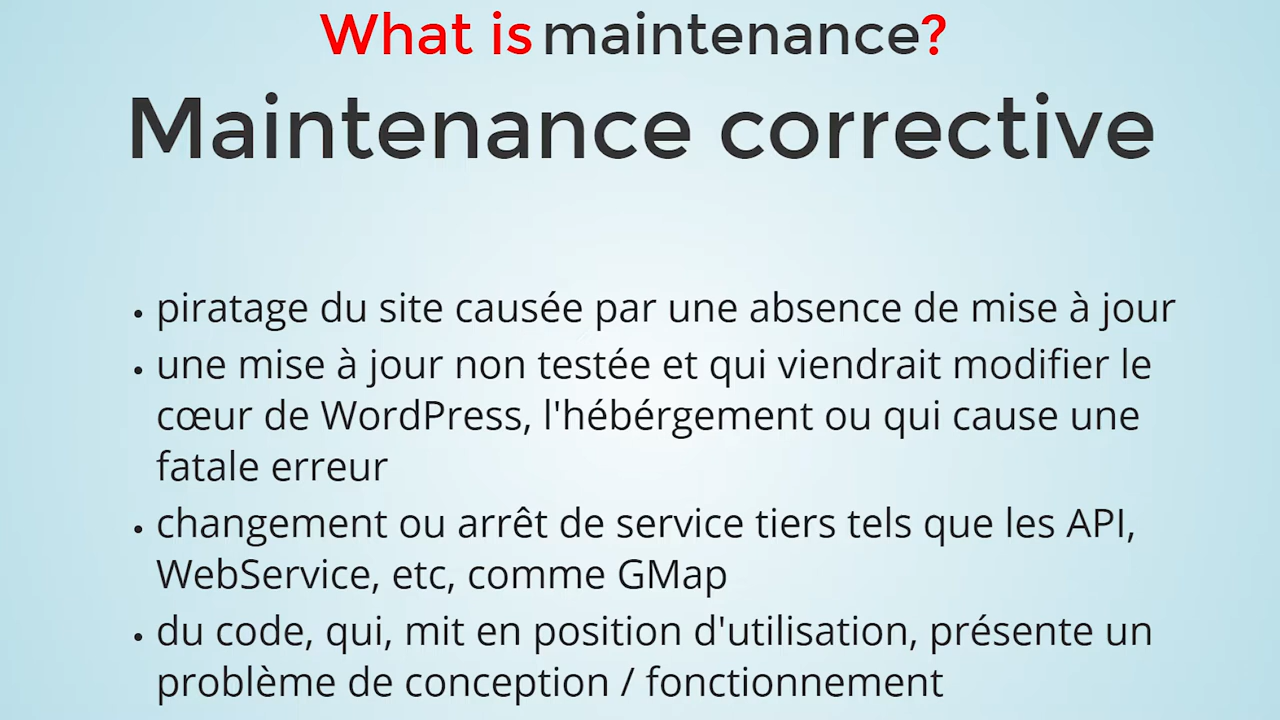 What is maintenance?
Maintenance corrective
• piratage du site causée par une absence de mise à jour
• une mise à jour non testée et qui viendrait modifier le
cœur de WordPress, l'hébérgement ou qui cause une
fatale erreur
• changement ou arrêt de service tiers tels que les API,
WebService, etc, comme GMap
• du code, qui, mit en position d'utilisation, présente un
problème de conception / fonctionnement